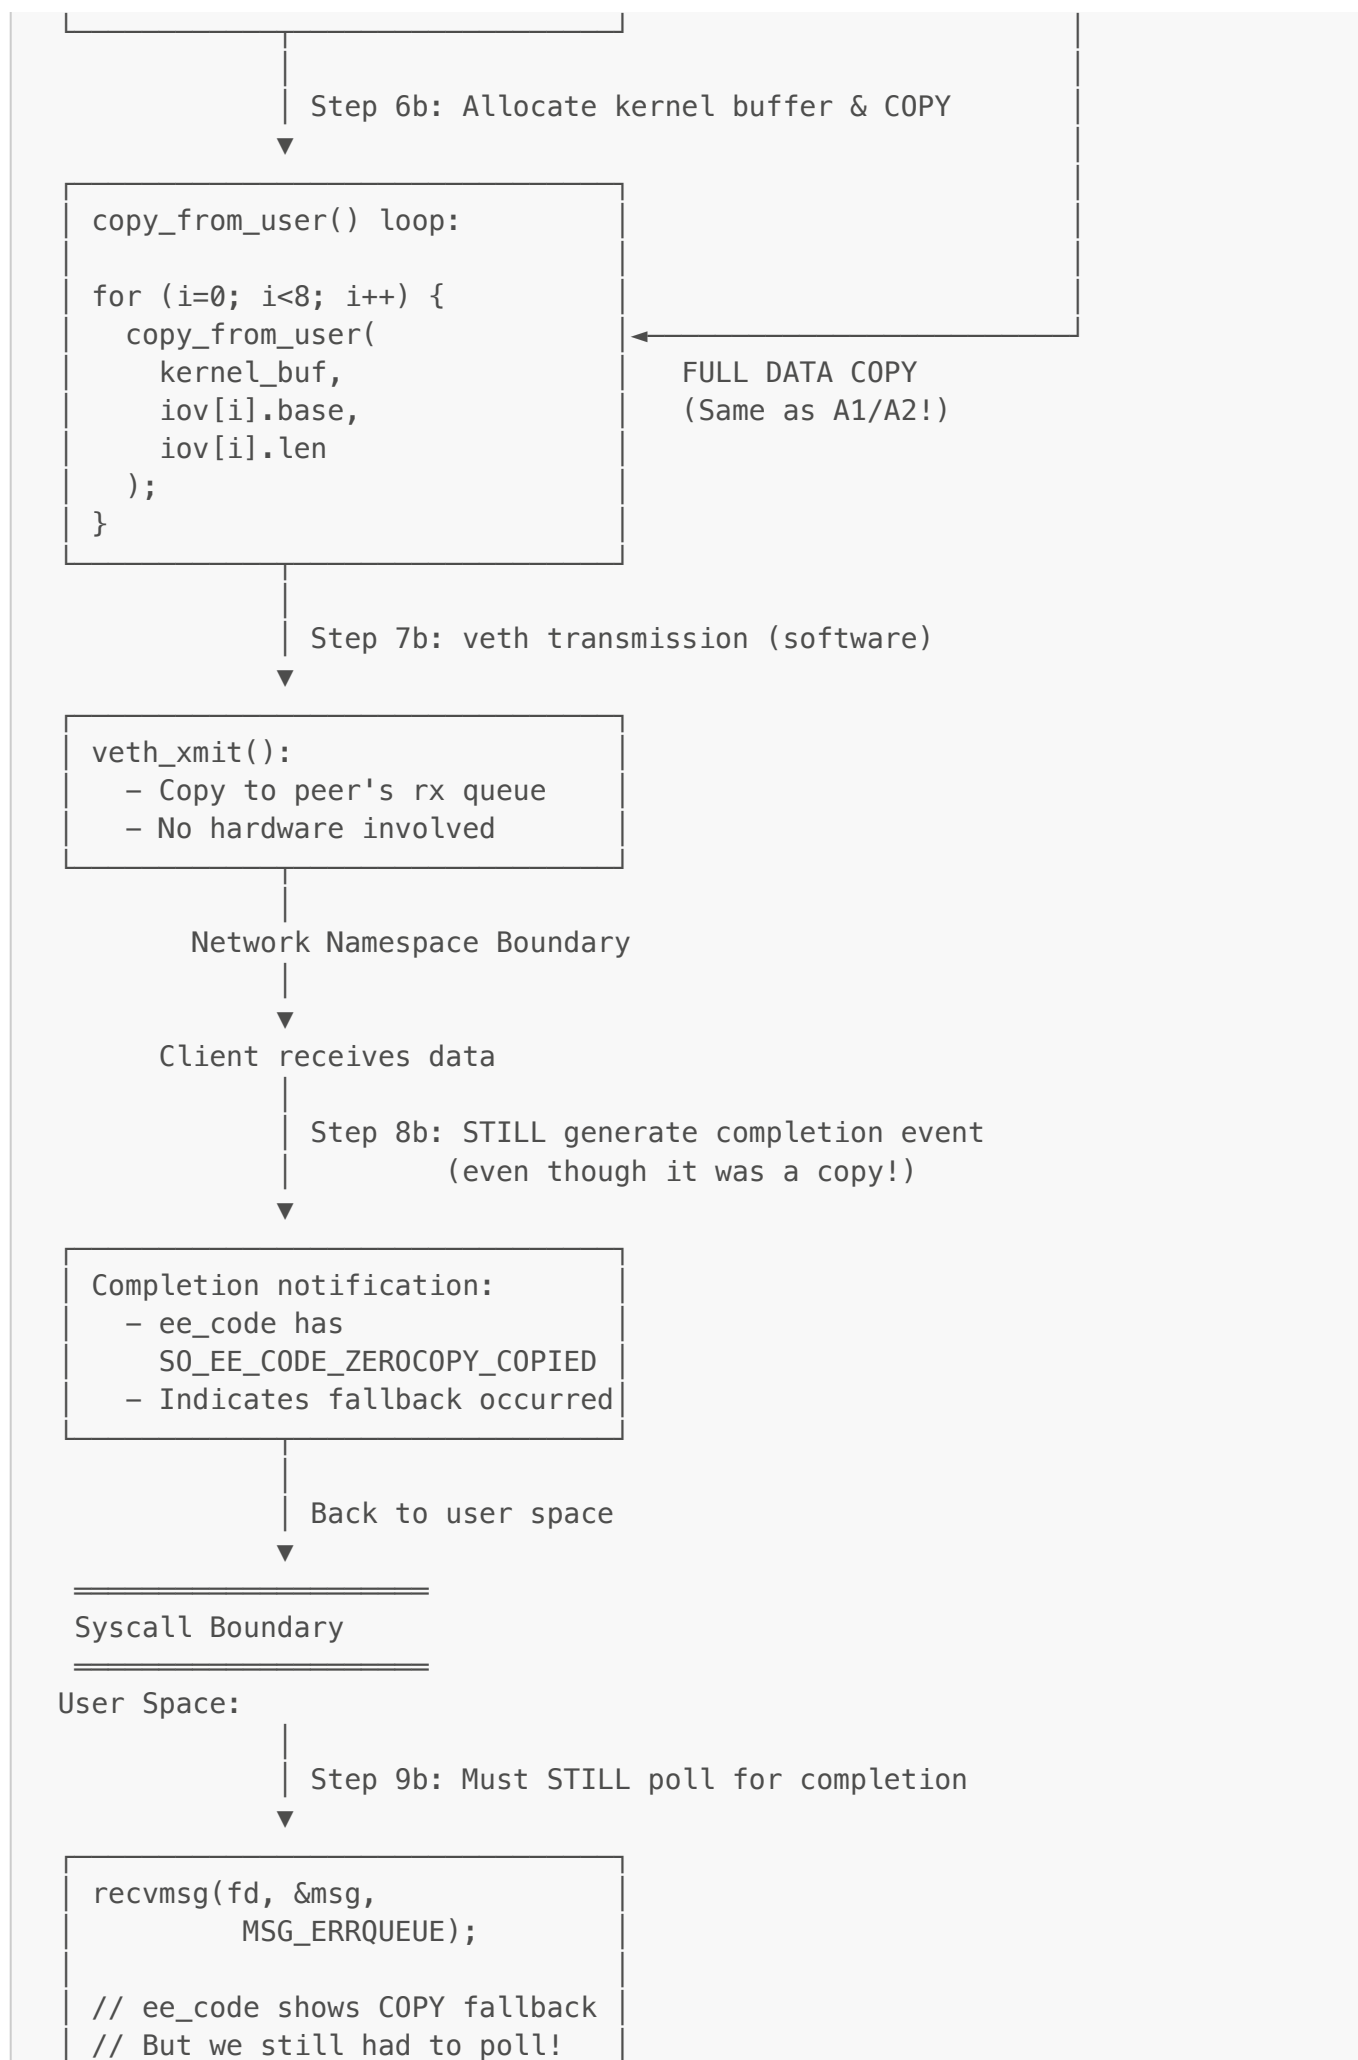 Step 6b: Allocate kernel buffer & COPY
copy_from_user() loop:
for (i=0; i<8; i++) {
copy_from_user(
kernel_buf,
FULL DATA COPY
iov[i].base,
(Same as A1/A2!)
iov[i].len
);
}
Step 7b: veth transmission (software)
veth_xmit():
– Copy to peer's rx queue
– No hardware involved
Network Namespace Boundary
Client receives data
Step 8b: STILL generate completion event
(even though it was a copy!)
Completion notification:
– ee_code has
SO_EE_CODE_ZEROCOPY_COPIED
– Indicates fallback occurred
Back to user space
Syscall Boundary
User Space:
Step 9b: Must STILL poll for completion
recvmsg(fd, &msg,
MSG_ERRQUEUE);
// ee_code shows COPY fallback
// But we still had to poll!